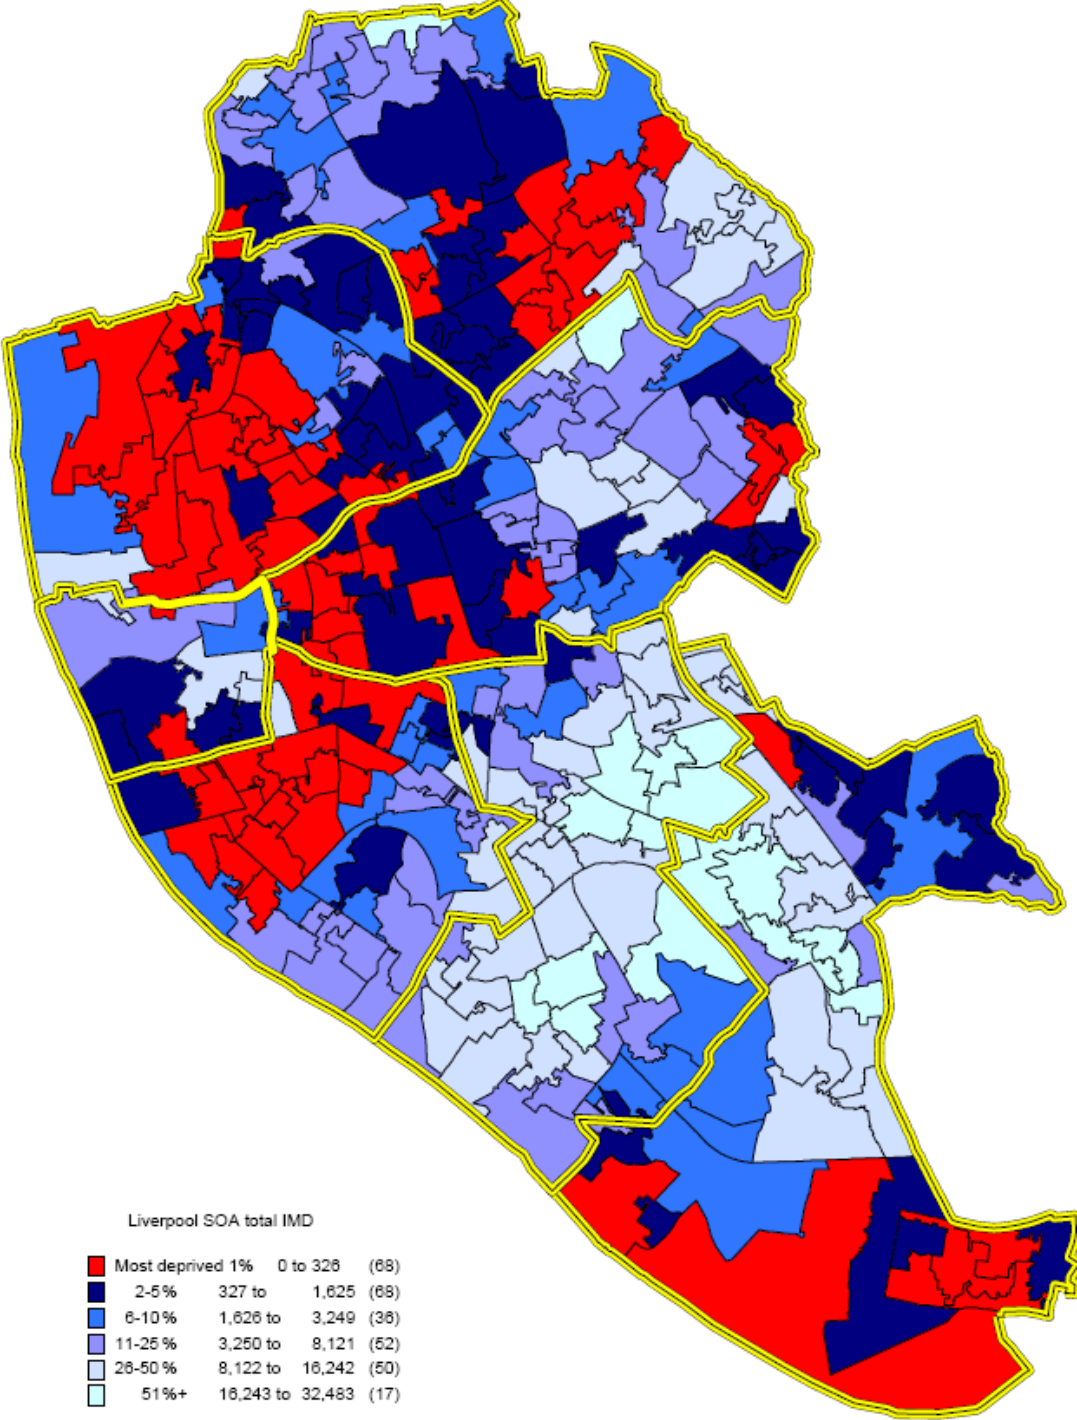 Liverpool SOA total IMD
Most deprived 1% 0 to 326 (68)
2-5% 327 to 1,625 (68)
6-10% 1,626 to 3,249 (36)
11-25 % 3,250 to 8,121 (52)
26-50 % 8,122 to 16,242 (50)
51%+ 16,243 to 32,483 (17)